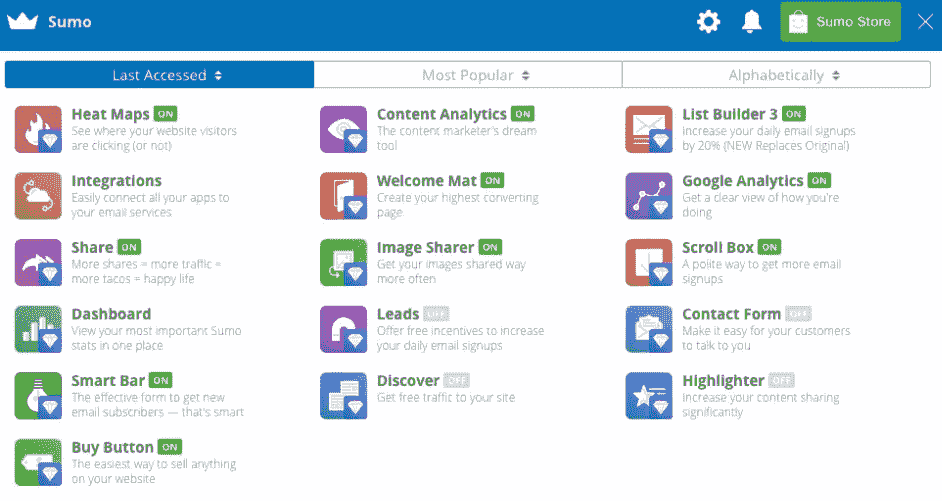 Sumo
Sumo Store
Last Accessed
Most Popular
Alphabetically
Heat Maps ON
See where your website visitors
are clicking (or not)
Content Analytics ON
The content marketer's dream
tool
List Builder 3 ON
Increase your daily email signups
by 20% (NEW Replaces Original)
Integrations
Easily connect all your apps to
your email services
Welcome Mat ON
Create your highest converting
page
Google Analytics ON
Get a clear view of how you're
doing
Share ON
More shares = more traffic =
more tacos = happy life
Image Sharer ON
Get your images shared way
more often
Scroll Box ON
A polite way to get more email
signups
Dashboard
View your most important Sumo
stats in one place
Leads OFF
Offer free incentives to increase
your daily email signups
Contact Form OFF
Make it easy for your customers
to talk to you
Smart Bar ON
The effective form to get new
email subscribers — that's smart
Discover OFF
Get free traffic to your site
Highlighter OFF
Increase your content sharing
significantly
Buy Button ON
The easiest way to sell anything
on your website